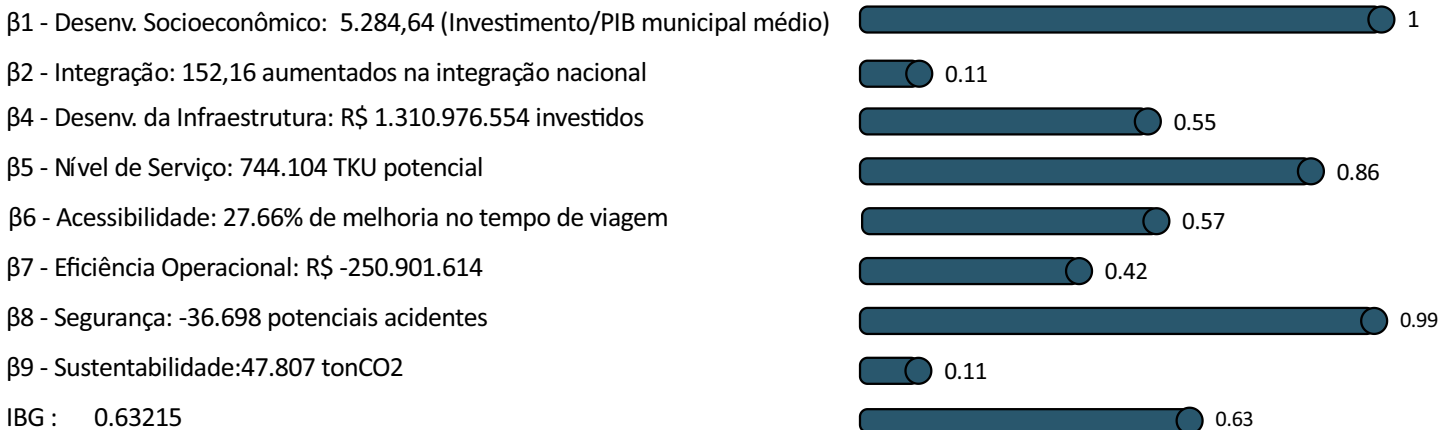 β1 - Desenv. Socioeconômico: 5.284,64 (Investimento/PIB municipal médio) 1
β2 - Integração: 152,16 aumentados na integração nacional 0.11
β4 - Desenv. da Infraestrutura: R$ 1.310.976.554 investidos 0.55
β5 - Nível de Serviço: 744.104 TKU potencial 0.86
β6 - Acessibilidade: 27.66% de melhoria no tempo de viagem 0.57
β7 - Eficiência Operacional: R$ -250.901.614 0.42
β8 - Segurança: -36.698 potenciais acidentes 0.99
β9 - Sustentabilidade:47.807 tonCO2 0.11
IBG : 0.63215 0.63